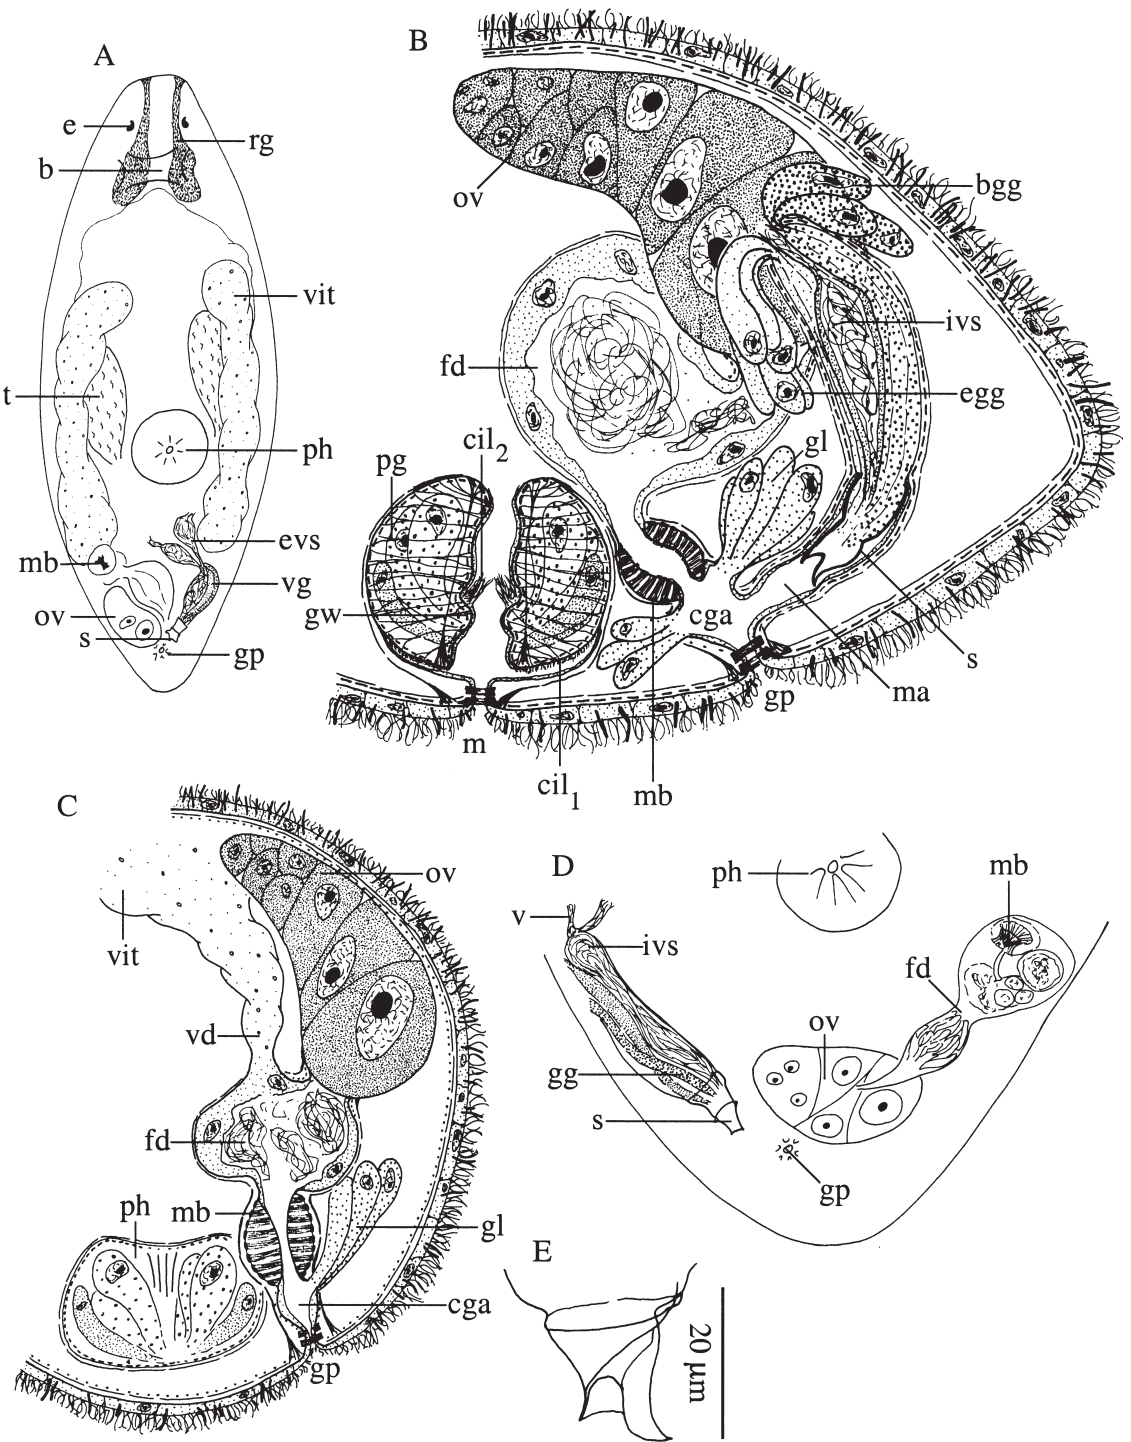 A
e
rg
b
vit
t
ph
evs
mb
vg
ov
s
gp
B
ov
bgg
ivs
fd
egg
cil2
gl
pg
gw
cga
s
gp
ma
m
cil1
mb
C
ov
vit
vd
fd
ph
mb
gl
cga
gp
D
ph
mb
v
ivs
fd
ov
gg
s
gp
E
20 µm